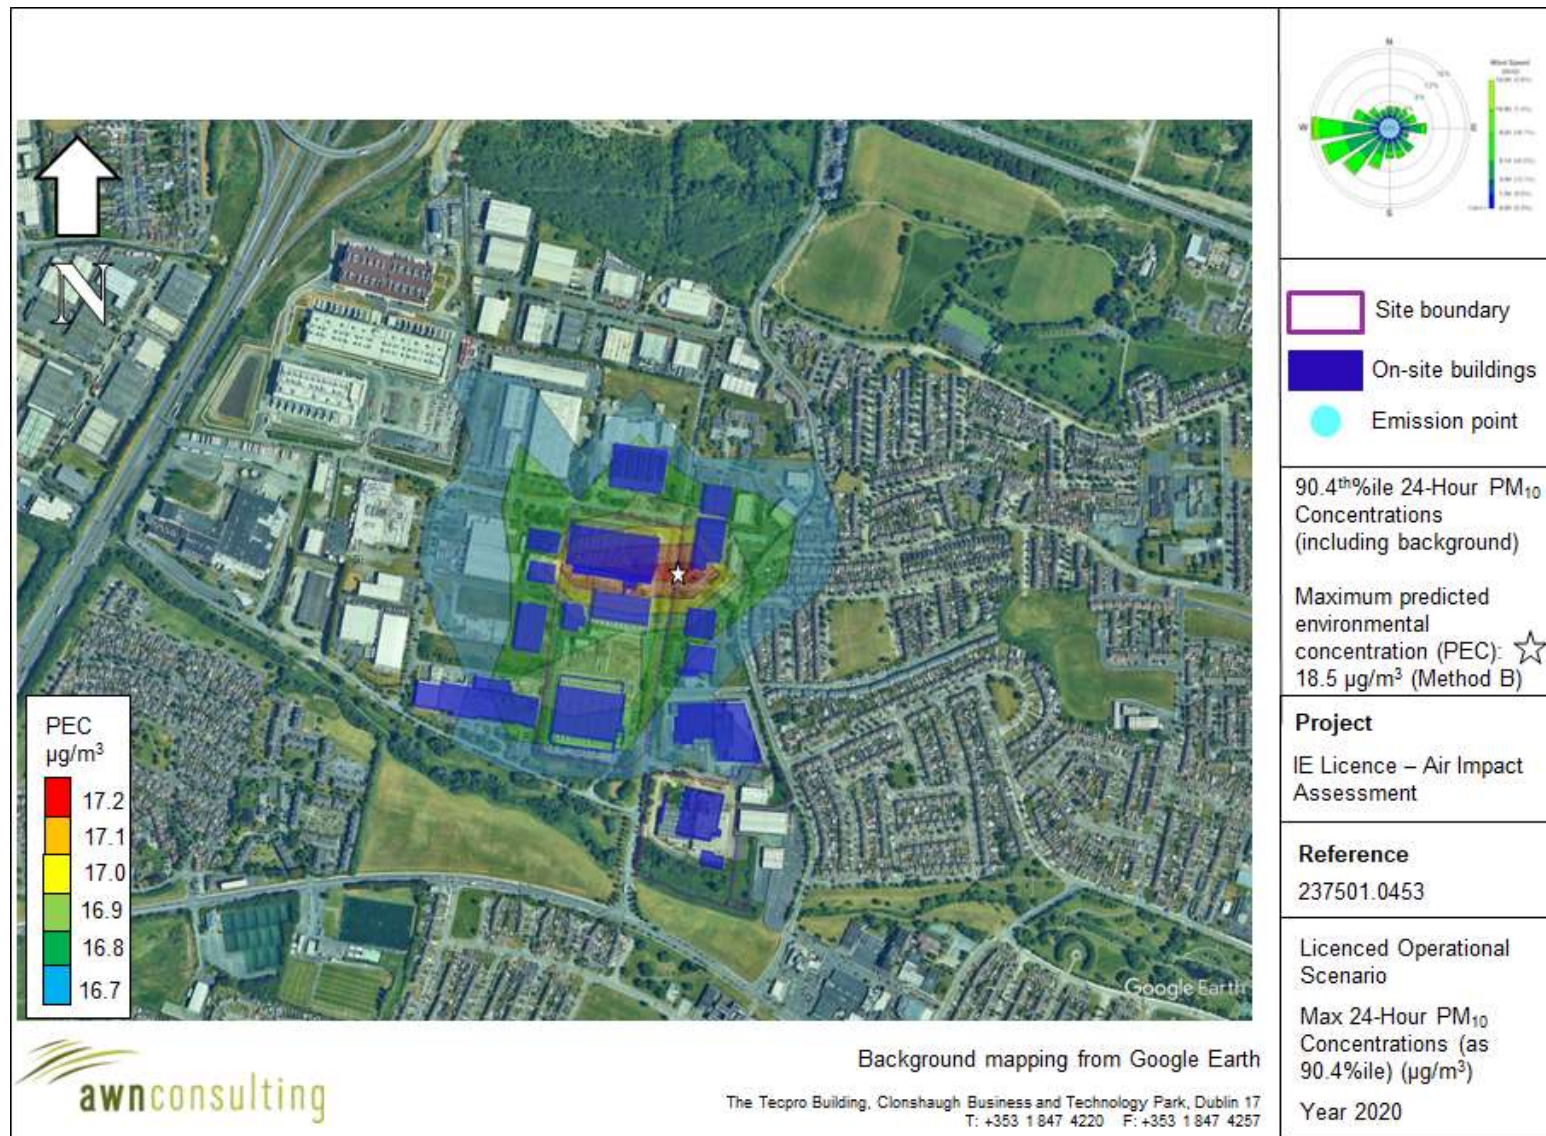 N
N
W
S
Site boundary
On-site buildings
Emission point
90.4th%ile 24-Hour PM10
Concentrations
(including background)
Maximum predicted
environmental
concentration (PEC):
18.5 µg/m3 (Method B)
Project
IE Licence – Air Impact
Assessment
Reference
237501.0453
Licenced Operational
Scenario
Max 24-Hour PM10
Concentrations (as
90.4%ile) (µg/m3)
Year 2020
PEC
µg/m3
17.2
17.1
17.0
16.9
16.8
16.7
Google Earth
awnconsulting
Background mapping from Google Earth
The Tecpro Building, Clonshaugh Business and Technology Park, Dublin 17
T: +353 1 847 4220 F: +353 1 847 4257